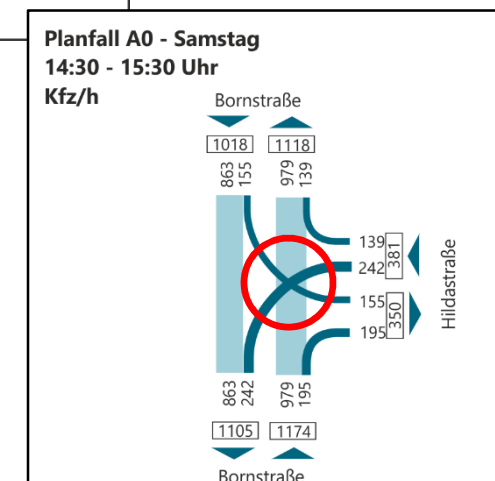 Planfall A0 - Samstag
14:30 - 15:30 Uhr
Kfz/h
Bornstraße
1018 1118
863 155 979 139
139
242
381
155
195
350
Hildastraße
863 242 979 195
1105 1174
Bornstraße